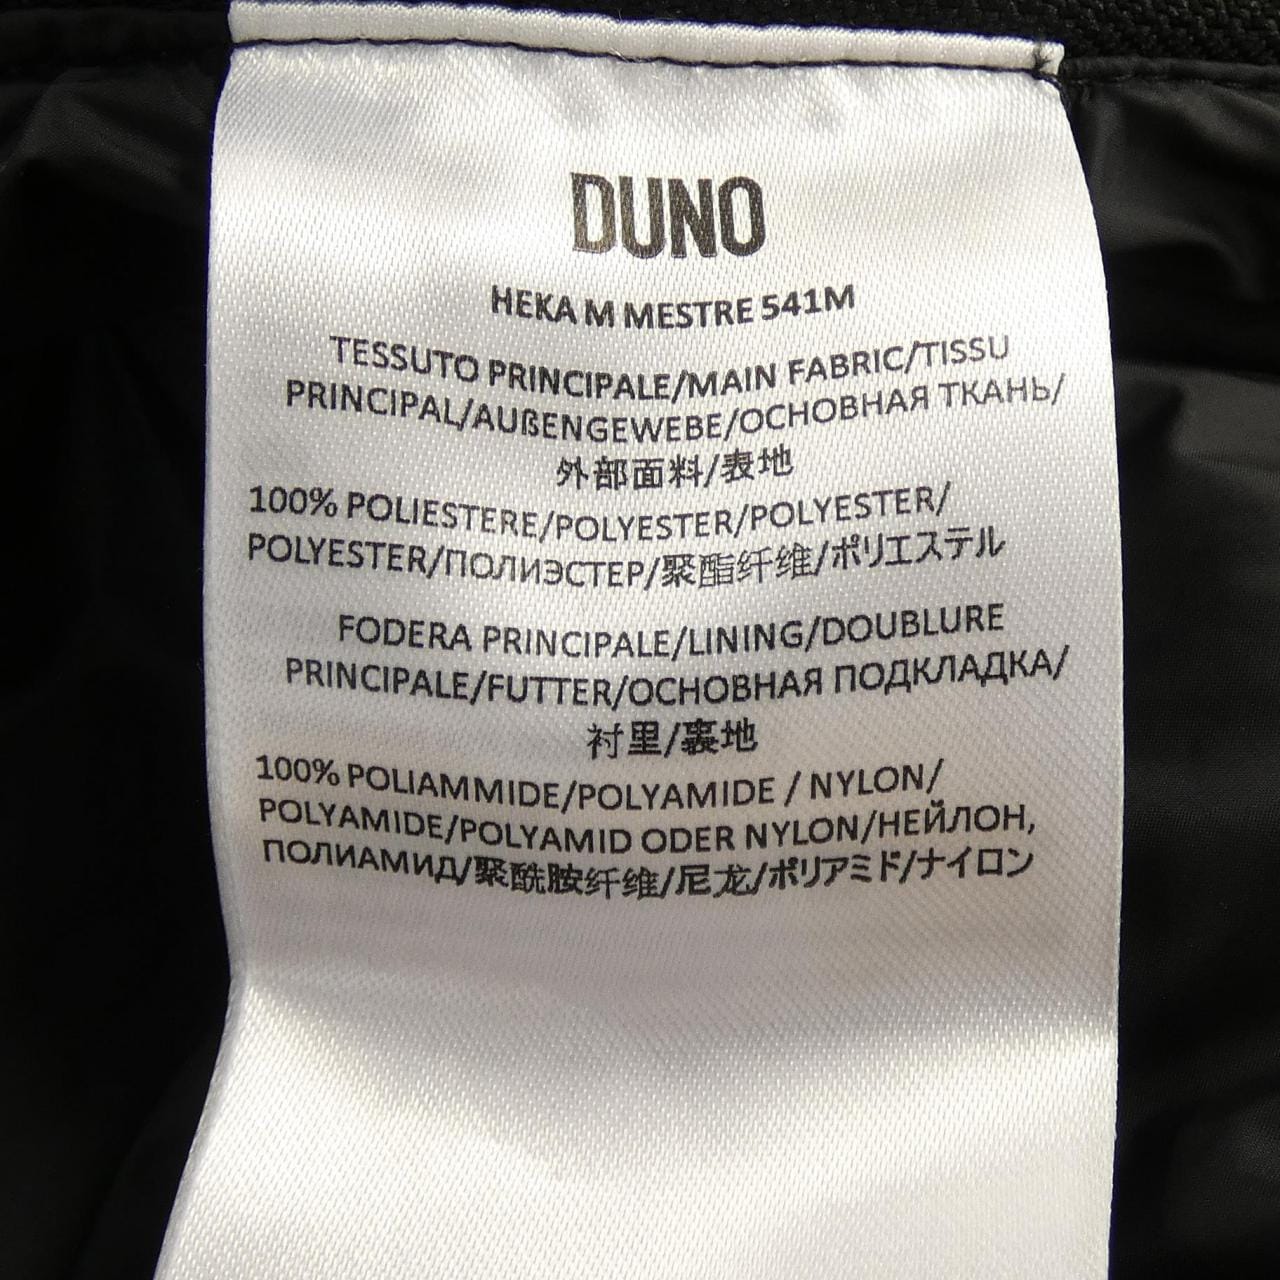 DUNO
HEKA M MESTRE 541M
TESSUTO PRINCIPALE/MAIN FABRIC/TISSU
PRINCIPAL/AUßENGEWEBE/ОСНОВНАЯ ТКАНЬ/
外部面料/表地
100% POLIESTERE/POLYESTER/POLYESTER/
POLYESTER/ПОЛИЭСТЕР/聚酯纤维/ポリエステル
FODERA PRINCIPALE/LINING/DOUBLURE
PRINCIPALE/FUTTER/ОСНОВНАЯ ПОДКЛАДКА/
衬里/裏地
100% POLIAMMIDE/POLYAMIDE / NYLON/
POLYAMIDE/POLYAMID ODER NYLON/НЕЙЛОН,
ПОЛИАМИД/聚酰胺纤维/尼龙/ポリアミド/ナイロン